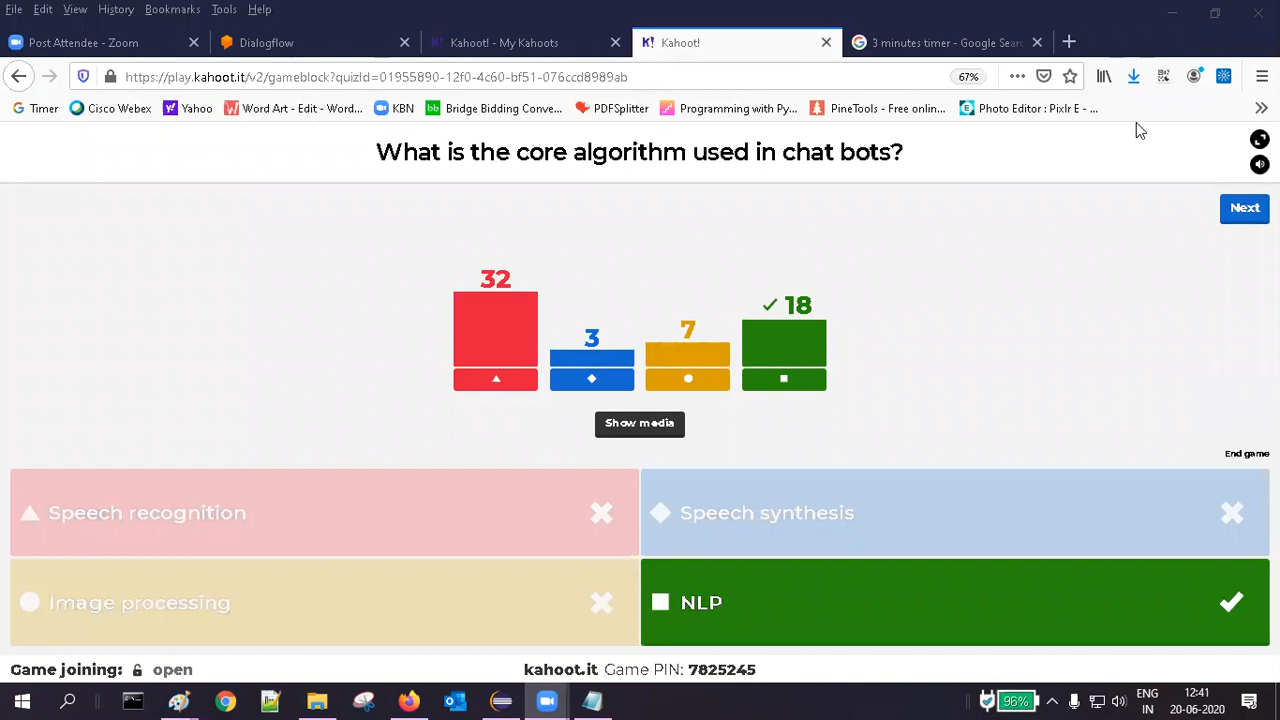 File Edit View History Bookmarks Tools Help
Post Attendee - Zoom Dialogflow Kahoot! - My Kahoots Kahoot! 3 minutes timer - Google Searc
https://play.kahoot.it/v2/gameblock?quizId=01955890-12f0-4c60-bf51-076ccd8989ab 67%
Timer Cisco Webex Yahoo Word Art - Edit - Word... KBN Bridge Bidding Conve... PDFSplitter Programming with Py... PineTools - Free onlin... Photo Editor : Pixlr E - ...
What is the core algorithm used in chat bots?
Next
32
3
7
18
Show media
End game
Speech recognition
Speech synthesis
Image processing
NLP
Game joining: open
kahoot.it Game PIN: 7825245
96%
ENG
IN
12:41
20-06-2020